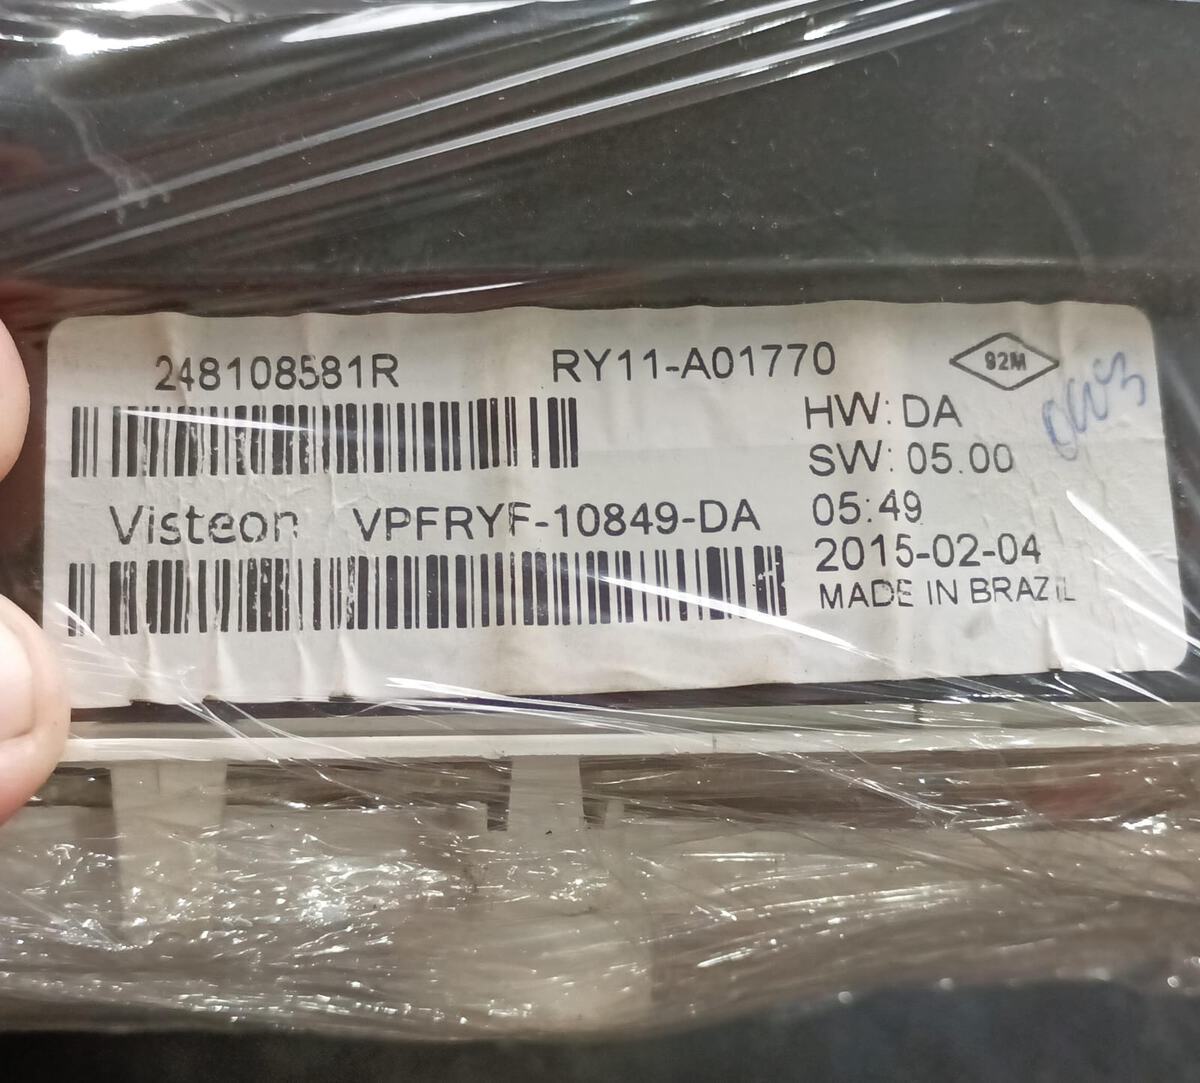 248108581R
RY11-A01770
92M
HW: DA
SW: 05.00
Visteon VPFRYF-10849-DA
05:49
2015-02-04
MADE IN BRAZIL